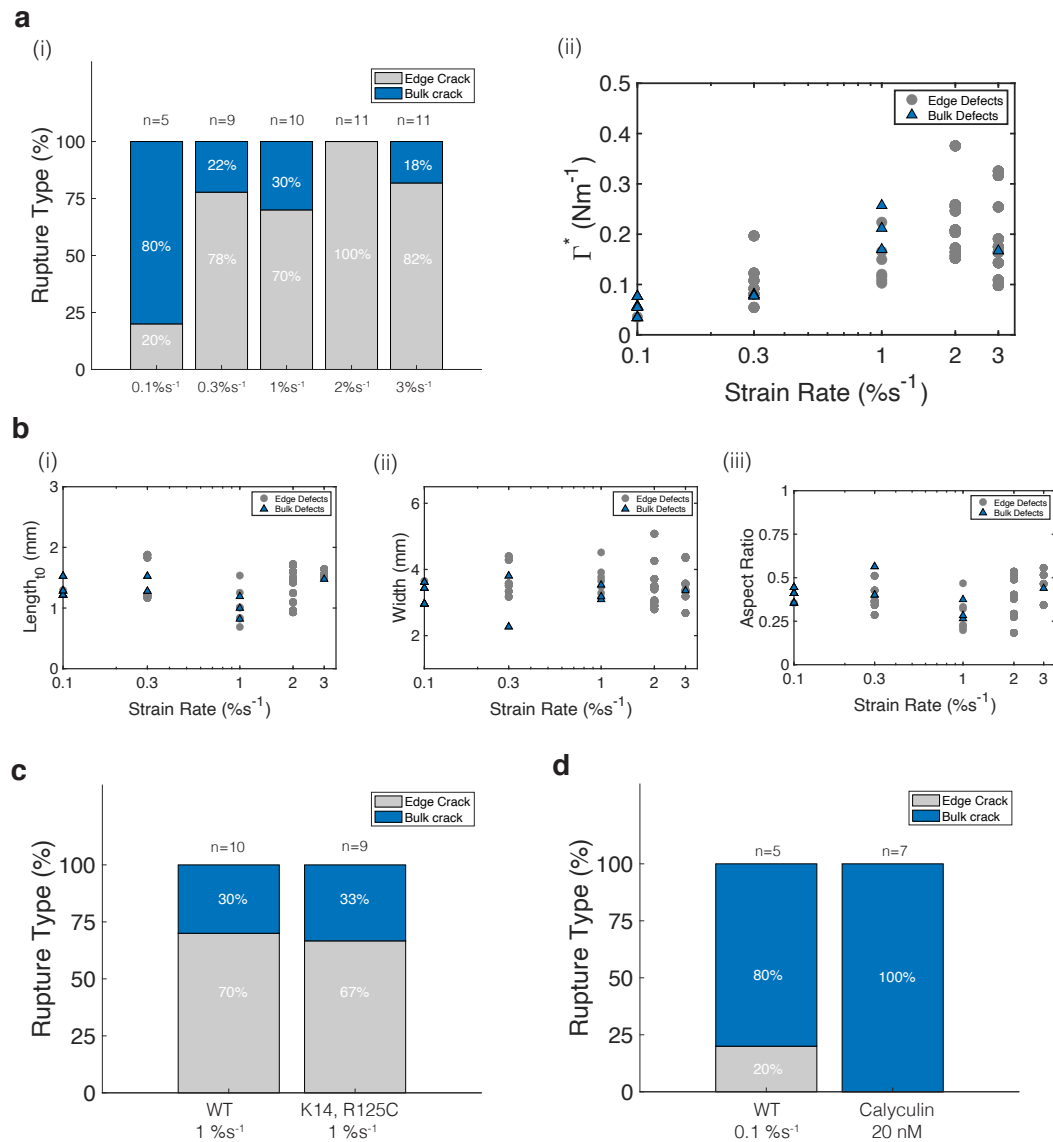 a
(i)
Edge Crack
Bulk crack
n=5
n=9
n=10
n=11
n=11
Rupture Type (%)
100
75
50
25
0
80%
20%
22%
78%
30%
70%
100%
18%
82%
0.1%s⁻¹
0.3%s⁻¹
1%s⁻¹
2%s⁻¹
3%s⁻¹
(ii)
Edge Defects
Bulk Defects
Γ* (Nm⁻¹)
0.5
0.4
0.3
0.2
0.1
0
0.1
0.3
1
2
3
Strain Rate (%s⁻¹)
b
(i)
Edge Defects
Bulk Defects
Length_t0 (mm)
3
2
1
0
0.1
0.3
1
2
3
Strain Rate (%s⁻¹)
(ii)
Edge Defects
Bulk Defects
Width (mm)
6
4
2
0.1
0.3
1
2
3
Strain Rate (%s⁻¹)
(iii)
Edge Defects
Bulk Defects
Aspect Ratio
1
0.75
0.5
0.25
0
0.1
0.3
1
2
3
Strain Rate (%s⁻¹)
c
Edge Crack
Bulk crack
n=10
n=9
Rupture Type (%)
100
75
50
25
0
30%
70%
33%
67%
WT
1 %s⁻¹
K14, R125C
1 %s⁻¹
d
Edge Crack
Bulk crack
n=5
n=7
Rupture Type (%)
100
75
50
25
0
80%
20%
100%
WT
0.1 %s⁻¹
Calyculin
20 nM